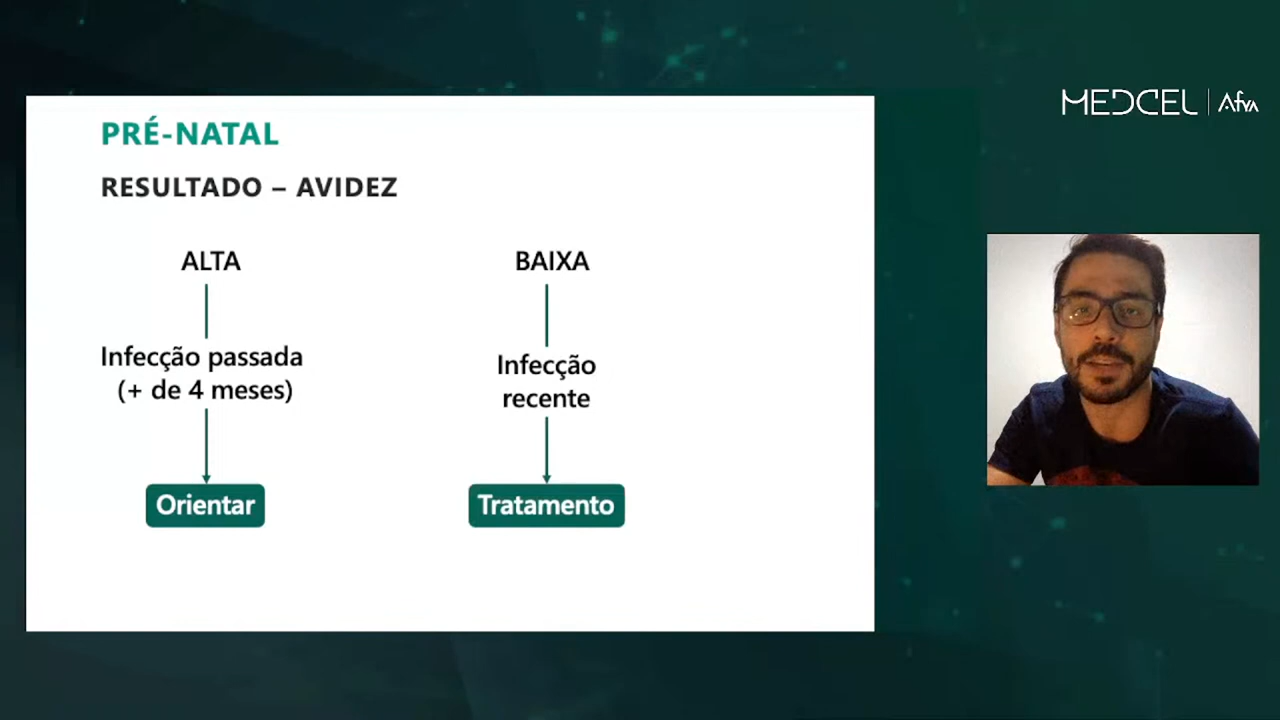 PRÉ-NATAL
RESULTADO – AVIDEZ
ALTA
Infecção passada
(+ de 4 meses)
Orientar
BAIXA
Infecção
recente
Tratamento
MEDCEL | Afya